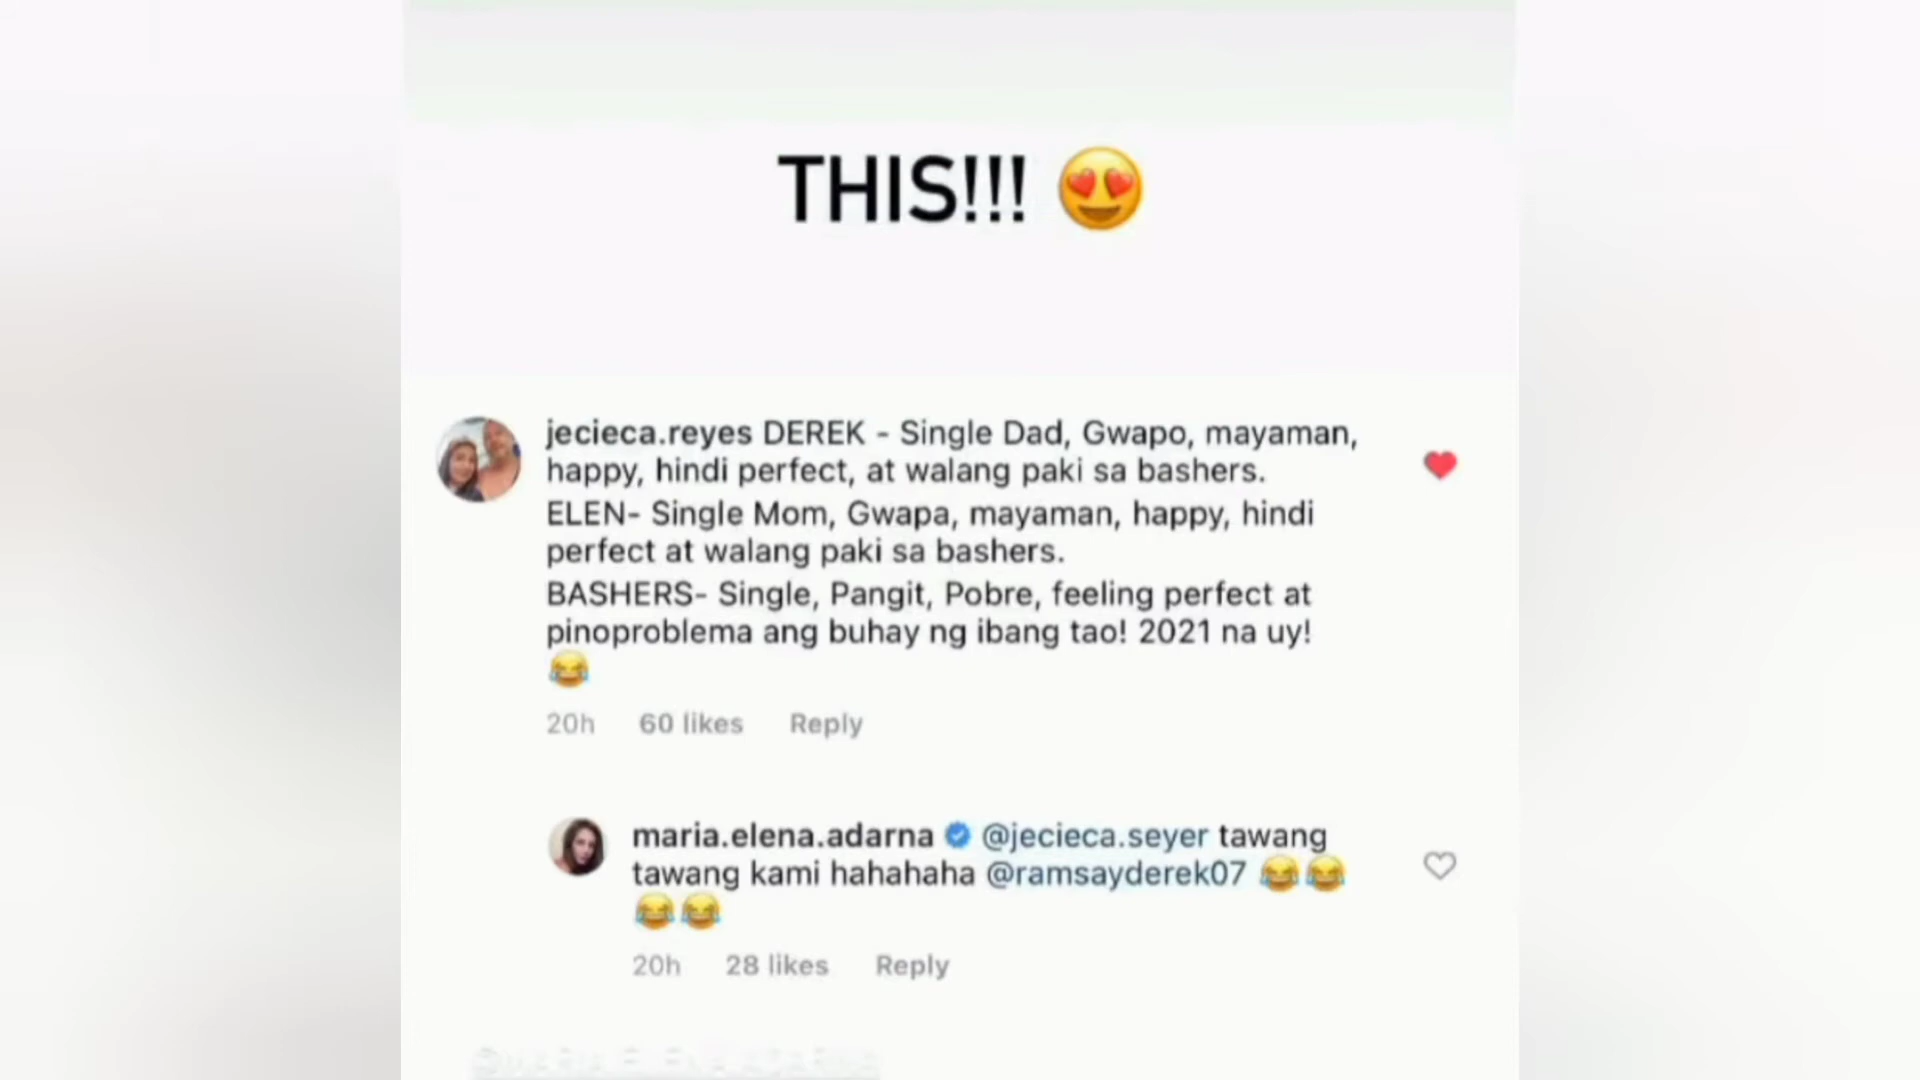 THIS!!! 😍
jecieca.reyes DEREK - Single Dad, Gwapo, mayaman,
happy, hindi perfect, at walang paki sa bashers.
ELEN- Single Mom, Gwapa, mayaman, happy, hindi
perfect at walang paki sa bashers.
BASHERS- Single, Pangit, Pobre, feeling perfect at
pinoproblema ang buhay ng ibang tao! 2021 na uy!
😂
20h 60 likes Reply
maria.elena.adarna @jecieca.seyer tawang
tawang kami hahahaha @ramsayderek07 😂😂
😂😂
20h 28 likes Reply
@MARIA.ELENA.ADARNA